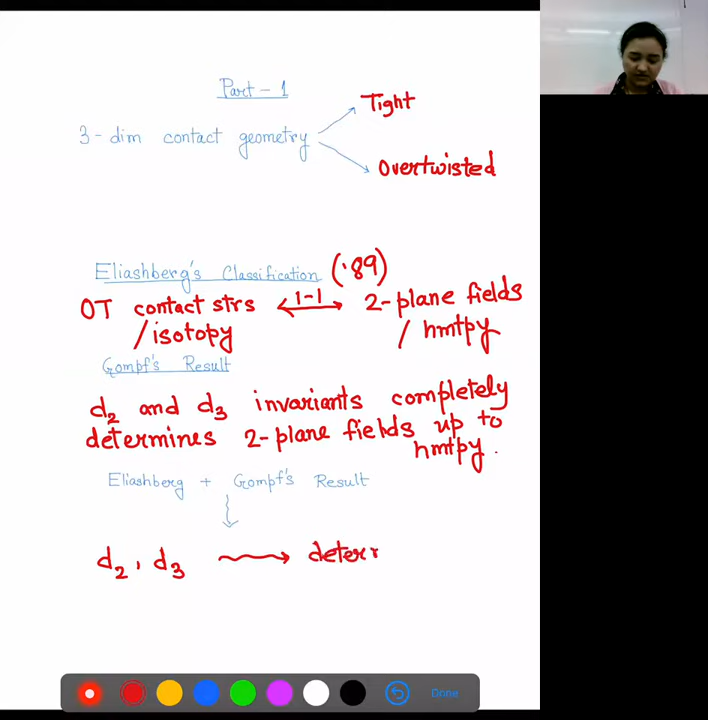 Part - 1
Tight
3-dim contact geometry
Overtwisted
Eliashberg's Classification ('89)
OT contact strs <-1-1-> 2-plane fields
/isotopy / hmtpy
Gompf's Result
d₂ and d₃ invariants completely
determines 2-plane fields up to
hmtpy.
Eliashberg + Gompf's Result
d₂, d₃ ⟿ deter
Done